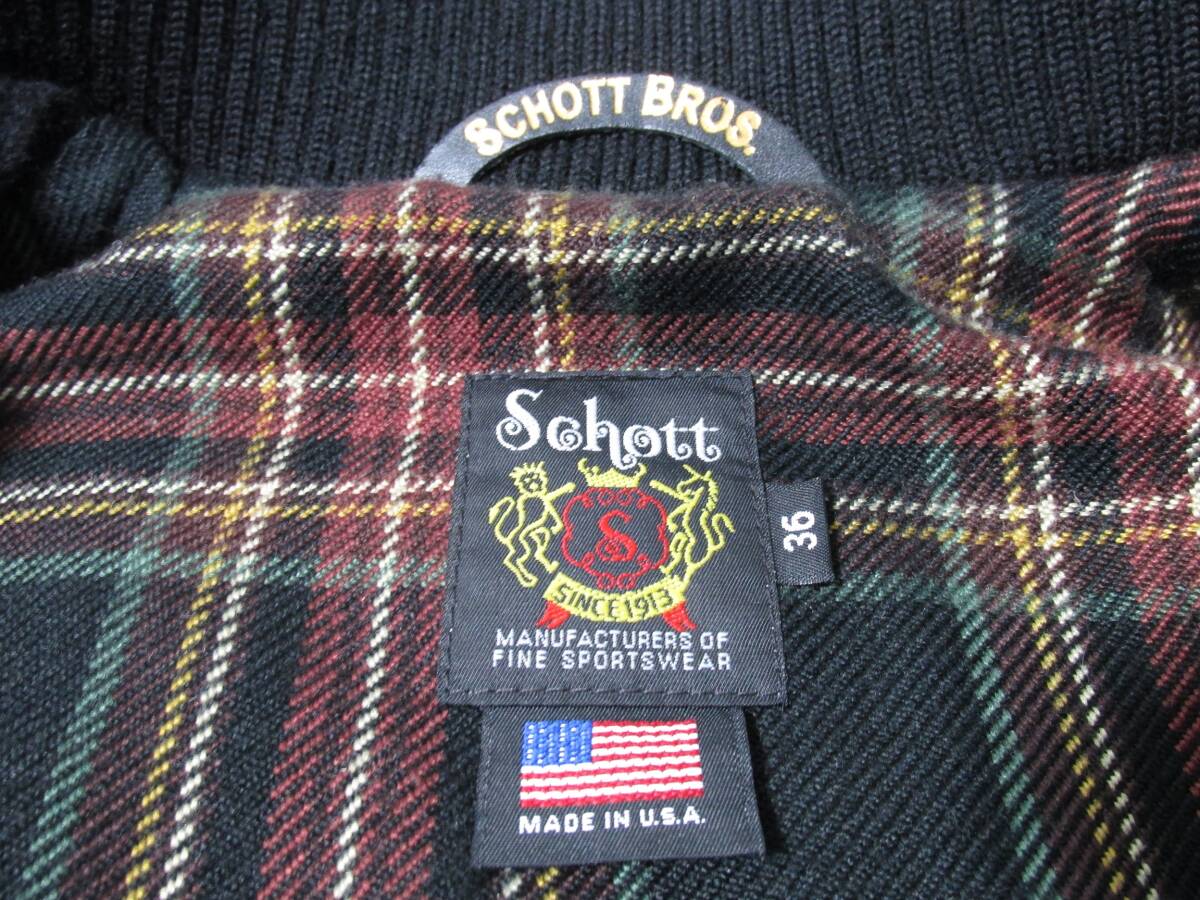 SCHOTT BROS.
Schott
S
SINCE 1913
MANUFACTURERS OF
FINE SPORTSWEAR
36
MADE IN U.S.A.